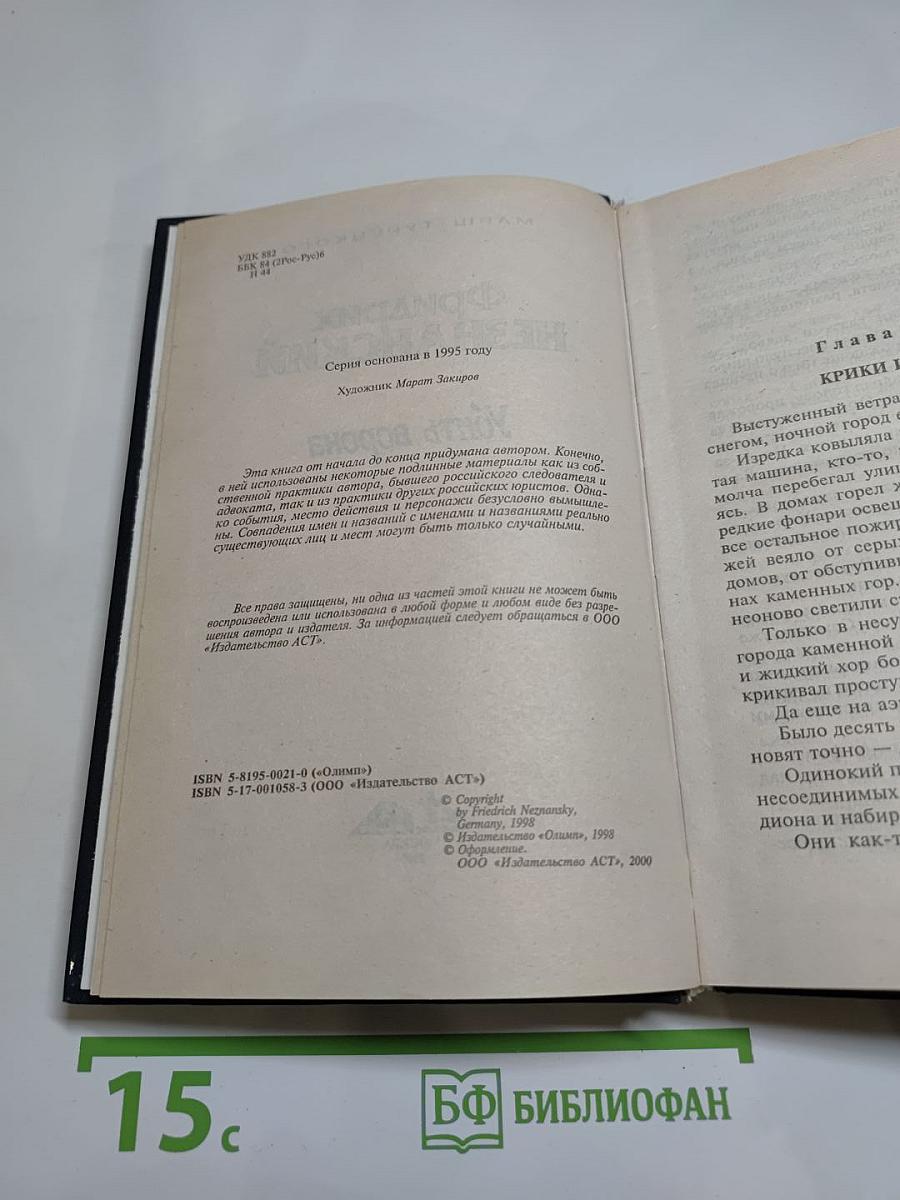 УДК 882
ББК 84 (2Рос-Рус)6
Н 44
Серия основана в 1995 году
Художник Марат Закиров
Эта книга от начала до конца придумана автором. Конечно,
в ней использованы некоторые подлинные материалы как из соб-
ственной практики автора, бывшего российского следователя и
адвоката, так и из практики других российских юристов. Одна-
ко события, место действия и персонажи безусловно вымышле-
ны. Совпадения имен и названий с именами и названиями реально
существующих лиц и мест могут быть только случайными.
Все права защищены, ни одна из частей этой книги не может быть
воспроизведена или использована в любой форме и любом виде без разре-
шения автора и издателя. За информацией следует обращаться в ООО
«Издательство АСТ».
ISBN 5-8195-0021-0 («Олимп»)
ISBN 5-17-001058-3 (ООО «Издательство АСТ»)
© Copyright
by Friedrich Neznansky,
Germany, 1998
© Издательство «Олимп», 1998
© Оформление.
ООО «Издательство АСТ», 2000
Глава
КРИКИ
Выстуженный ветра
снегом, ночной город
Изредка ковыляла
тая машина, кто-то,
молча перебегал ули
ясь. В домах горел
редкие фонари освещ
все остальное пожир
жей веяло от серых
домов, от обступивш
нах каменных гор.
неоново светили
Только в несу
города каменной
и жидкий хор бо
крикивал просту
Да еще на аэ
Было десять
новят точно —
Одинокий п
несоединимых
диона и набир
Они как-т
15 с
БФ БИБЛИОФАН